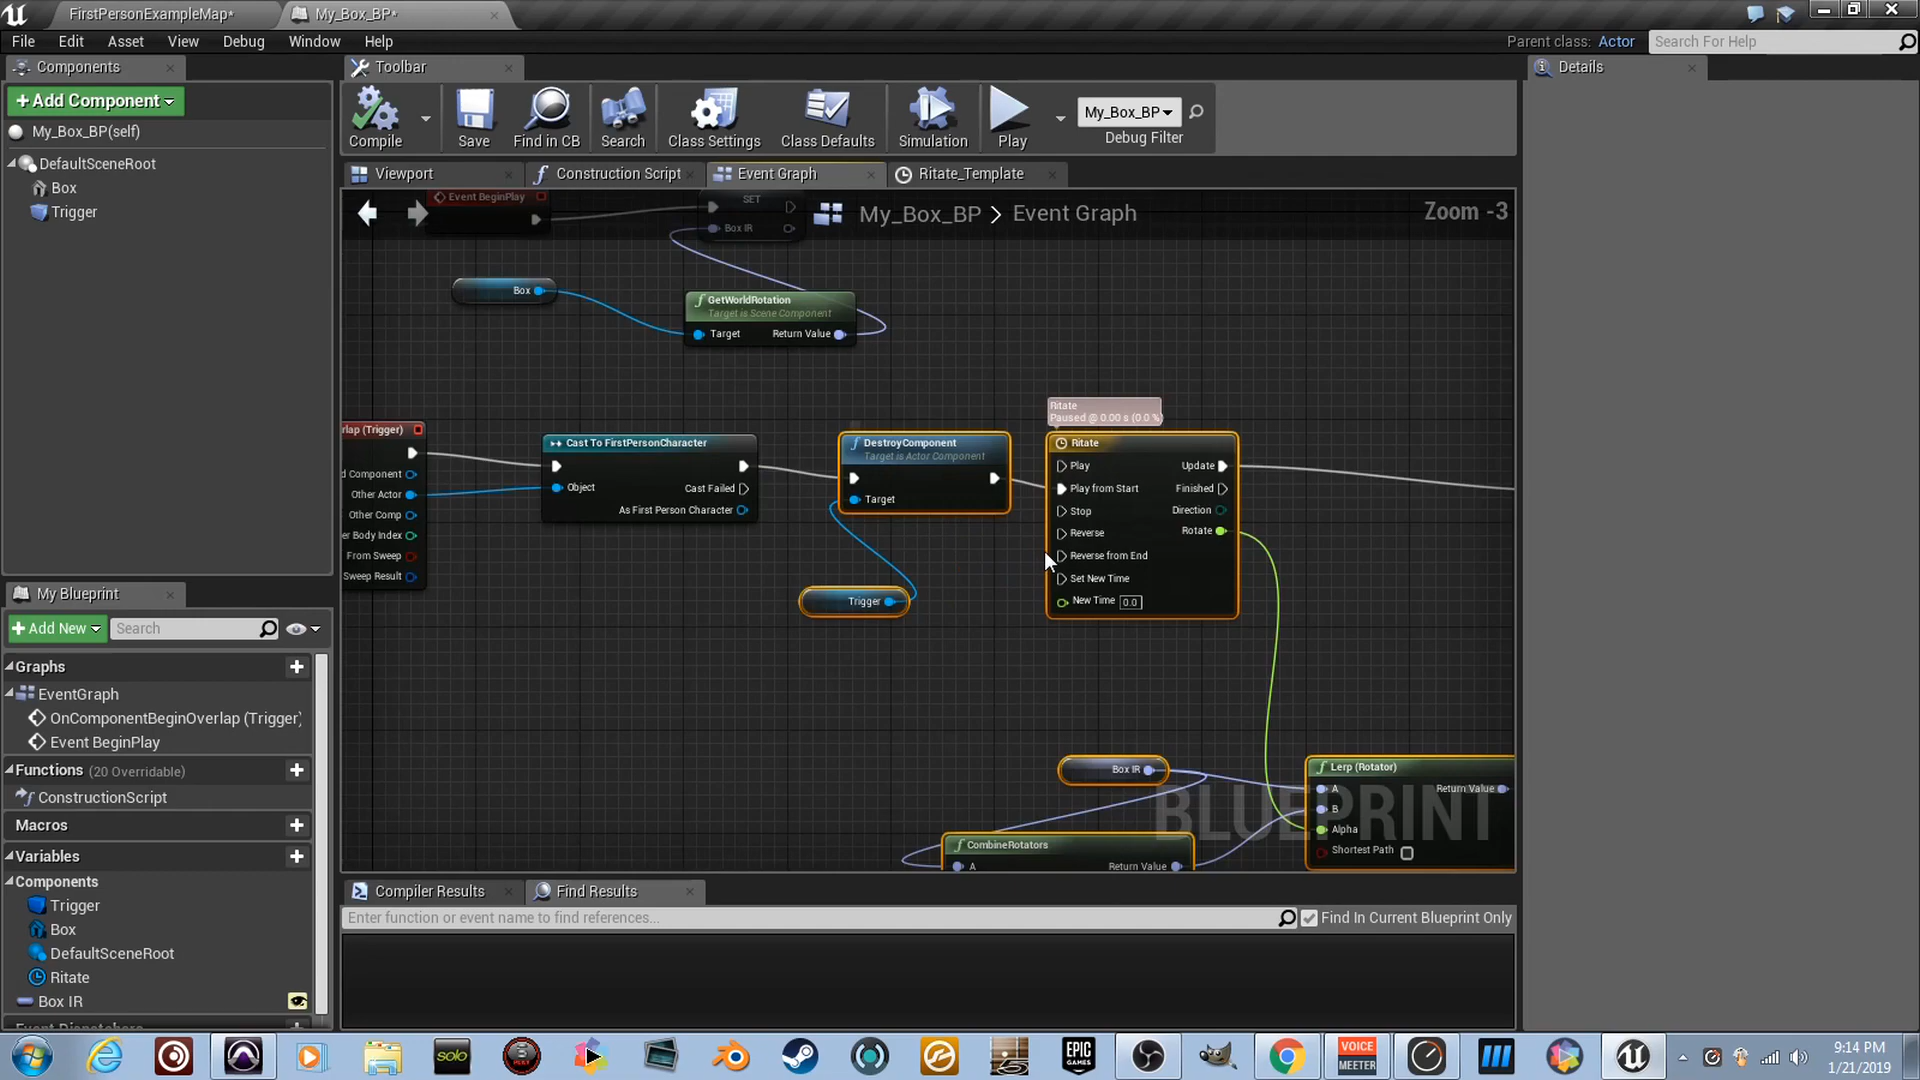 FirstPersonExampleMap*
My_Box_BP*
File Edit Asset View Debug Window Help
Parent class: Actor
Search For Help
Components
Toolbar
Details
+Add Component
My_Box_BP(self)
DefaultSceneRoot
Box
Trigger
Compile
Save
Find in CB
Search
Class Settings
Class Defaults
Simulation
Play
My_Box_BP
Debug Filter
Viewport
Construction Script
Event Graph
Ritate_Template
My_Box_BP > Event Graph
Zoom -3
Event BeginPlay
SET
Box IR
Box
GetWorldRotation
Target is Scene Component
Target Return Value
rlap (Trigger)
d Component
Other Actor
Other Comp
er Body Index
From Sweep
Sweep Result
Cast To FirstPersonCharacter
Object
Cast Failed
As First Person Character
DestroyComponent
Target is Actor Component
Target
Trigger
Ritate
Paused @ 0.00 s (0.0 %)
Ritate
Play Update
Play from Start Finished
Stop Direction
Reverse Rotate
Reverse from End
Set New Time
New Time 0.0
Box IR
CombineRotators
A Return Value
Lerp (Rotator)
A Return Value
B
Alpha
Shortest Path
BLUEPRINT
My Blueprint
+Add New
Search
Graphs
EventGraph
OnComponentBeginOverlap (Trigger)
Event BeginPlay
Functions (20 Overridable)
ConstructionScript
Macros
Variables
Components
Trigger
Box
DefaultSceneRoot
Ritate
Box IR
Event Dispatchers
Compiler Results
Find Results
Enter function or event name to find references...
Find In Current Blueprint Only
solo
EPIC
GAMES
VOICE
MEETER
9:14 PM
1/21/2019